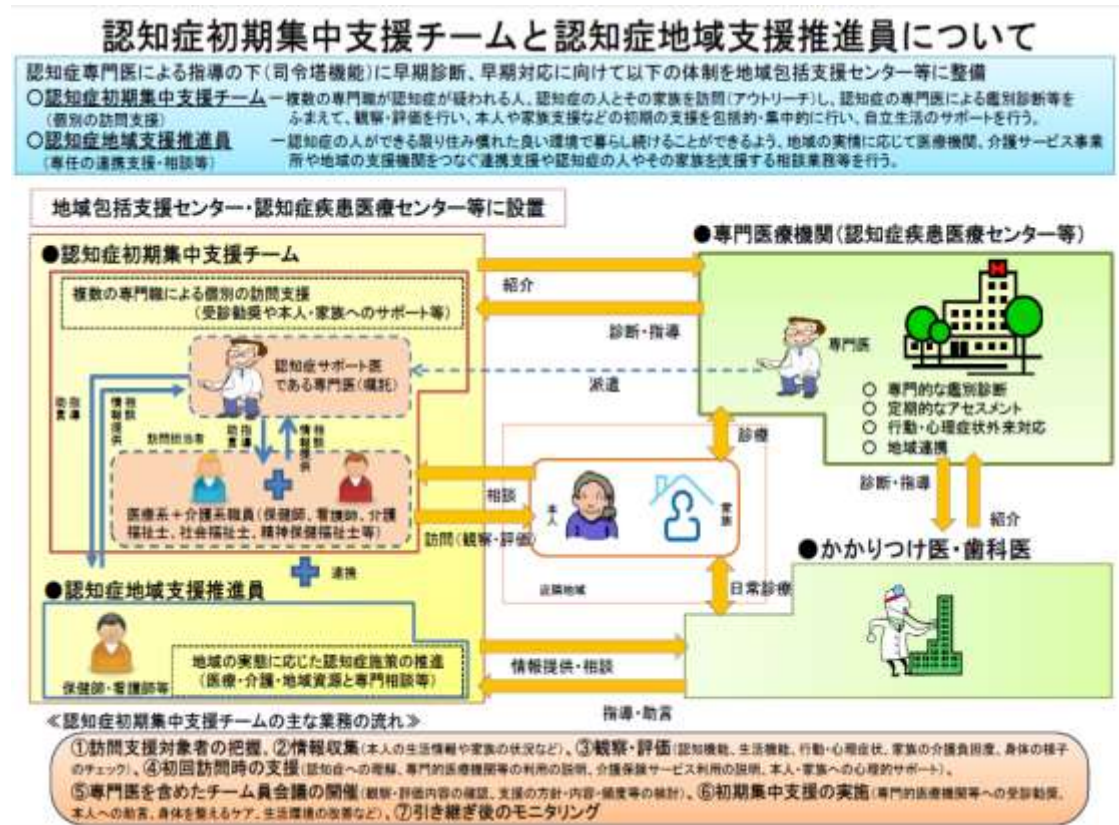 認知症初期集中支援チームと認知症地域支援推進員について
認知症専門医による指導の下(司令塔機能)に早期診断、早期対応に向けて以下の体制を地域包括支援センター等に整備
○認知症初期集中支援チーム－複数の専門職が認知症が疑われる人、認知症の人とその家族を訪問(アウトリーチ)し、認知症の専門医による鑑別診断等を
(個別の訪問支援)
ふまえて、観察・評価を行い、本人や家族支援などの初期の支援を包括的・集中的に行い、自立生活のサポートを行う。
○認知症地域支援推進員
－認知症の人ができる限り住み慣れた良い環境で暮らし続けることができるよう、地域の実情に応じて医療機関、介護サービス事業
(専任の連携支援・相談等)
所や地域の支援機関をつなぐ連携支援や認知症の人やその家族を支援する相談業務等を行う。
地域包括支援センター・認知症疾患医療センター等に設置
●認知症初期集中支援チーム
複数の専門職による個別の訪問支援
(受診勧奨や本人・家族へのサポート等)
認知症サポート医
である専門医(嘱託)
指導
助言
相談
情報提供
訪問担当者
指導
助言
相談
情報提供
医療系+介護系職員(保健師、看護師、介護
福祉士、社会福祉士、精神保健福祉士等)
連携
●認知症地域支援推進員
保健師・看護師等
地域の実態に応じた認知症施策の推進
(医療・介護・地域資源と専門相談等)
紹介
診断・指導
派遣
●専門医療機関(認知症疾患医療センター等)
専門医
○ 専門的な鑑別診断
○ 定期的なアセスメント
○ 行動・心理症状外来対応
○ 地域連携
診療
相談
訪問(観察・評価)
本人
家族
近隣地域
日常診療
診断・指導
紹介
●かかりつけ医・歯科医
情報提供・相談
指導・助言
≪認知症初期集中支援チームの主な業務の流れ≫
①訪問支援対象者の把握、②情報収集(本人の生活情報や家族の状況など)、③観察・評価(認知機能、生活機能、行動・心理症状、家族の介護負担度、身体の様子
のチェック)、④初回訪問時の支援(認知症への理解、専門的医療機関等の利用の説明、介護保険サービス利用の説明、本人・家族への心理的サポート)、
⑤専門医を含めたチーム員会議の開催(観察・評価内容の確認、支援の方針・内容・頻度等の検討)、⑥初期集中支援の実施(専門的医療機関等への受診勧奨、
本人への助言、身体を整えるケア、生活環境の改善など)、⑦引き継ぎ後のモニタリング